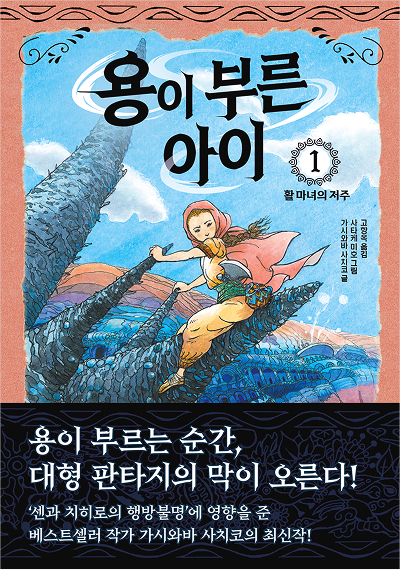 용이 부른
아이
1
활 마녀의 저주
가시와바 사치코 글
사타케 미호 그림
고향옥 옮김
용이 부르는 순간,
대형 판타지의 막이 오른다!
‘센과 치히로의 행방불명’에 영향을 준
베스트셀러 작가 가시와바 사치코의 최신작!